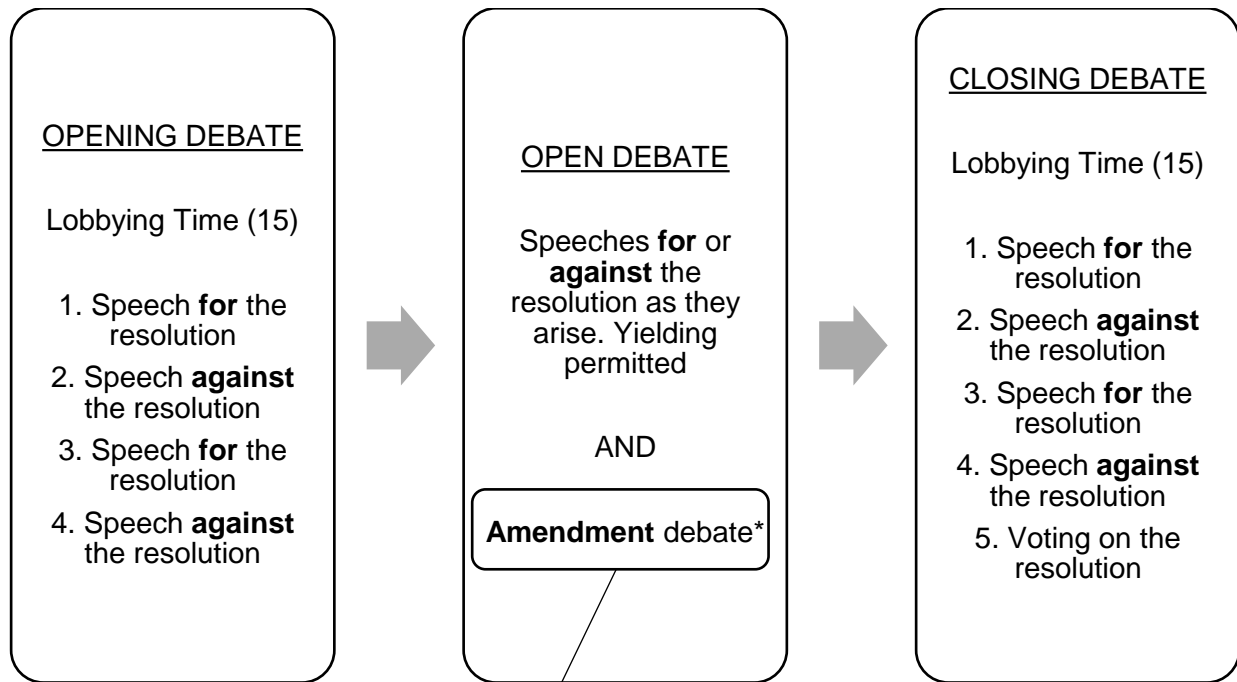 OPENING DEBATE
Lobbying Time (15)
1. Speech for the
resolution
2. Speech against
the resolution
3. Speech for the
resolution
4. Speech against
the resolution
OPEN DEBATE
Speeches for or
against the
resolution as they
arise. Yielding
permitted
AND
Amendment debate*
CLOSING DEBATE
Lobbying Time (15)
1. Speech for the
resolution
2. Speech against
the resolution
3. Speech for the
resolution
4. Speech against
the resolution
5. Voting on the
resolution